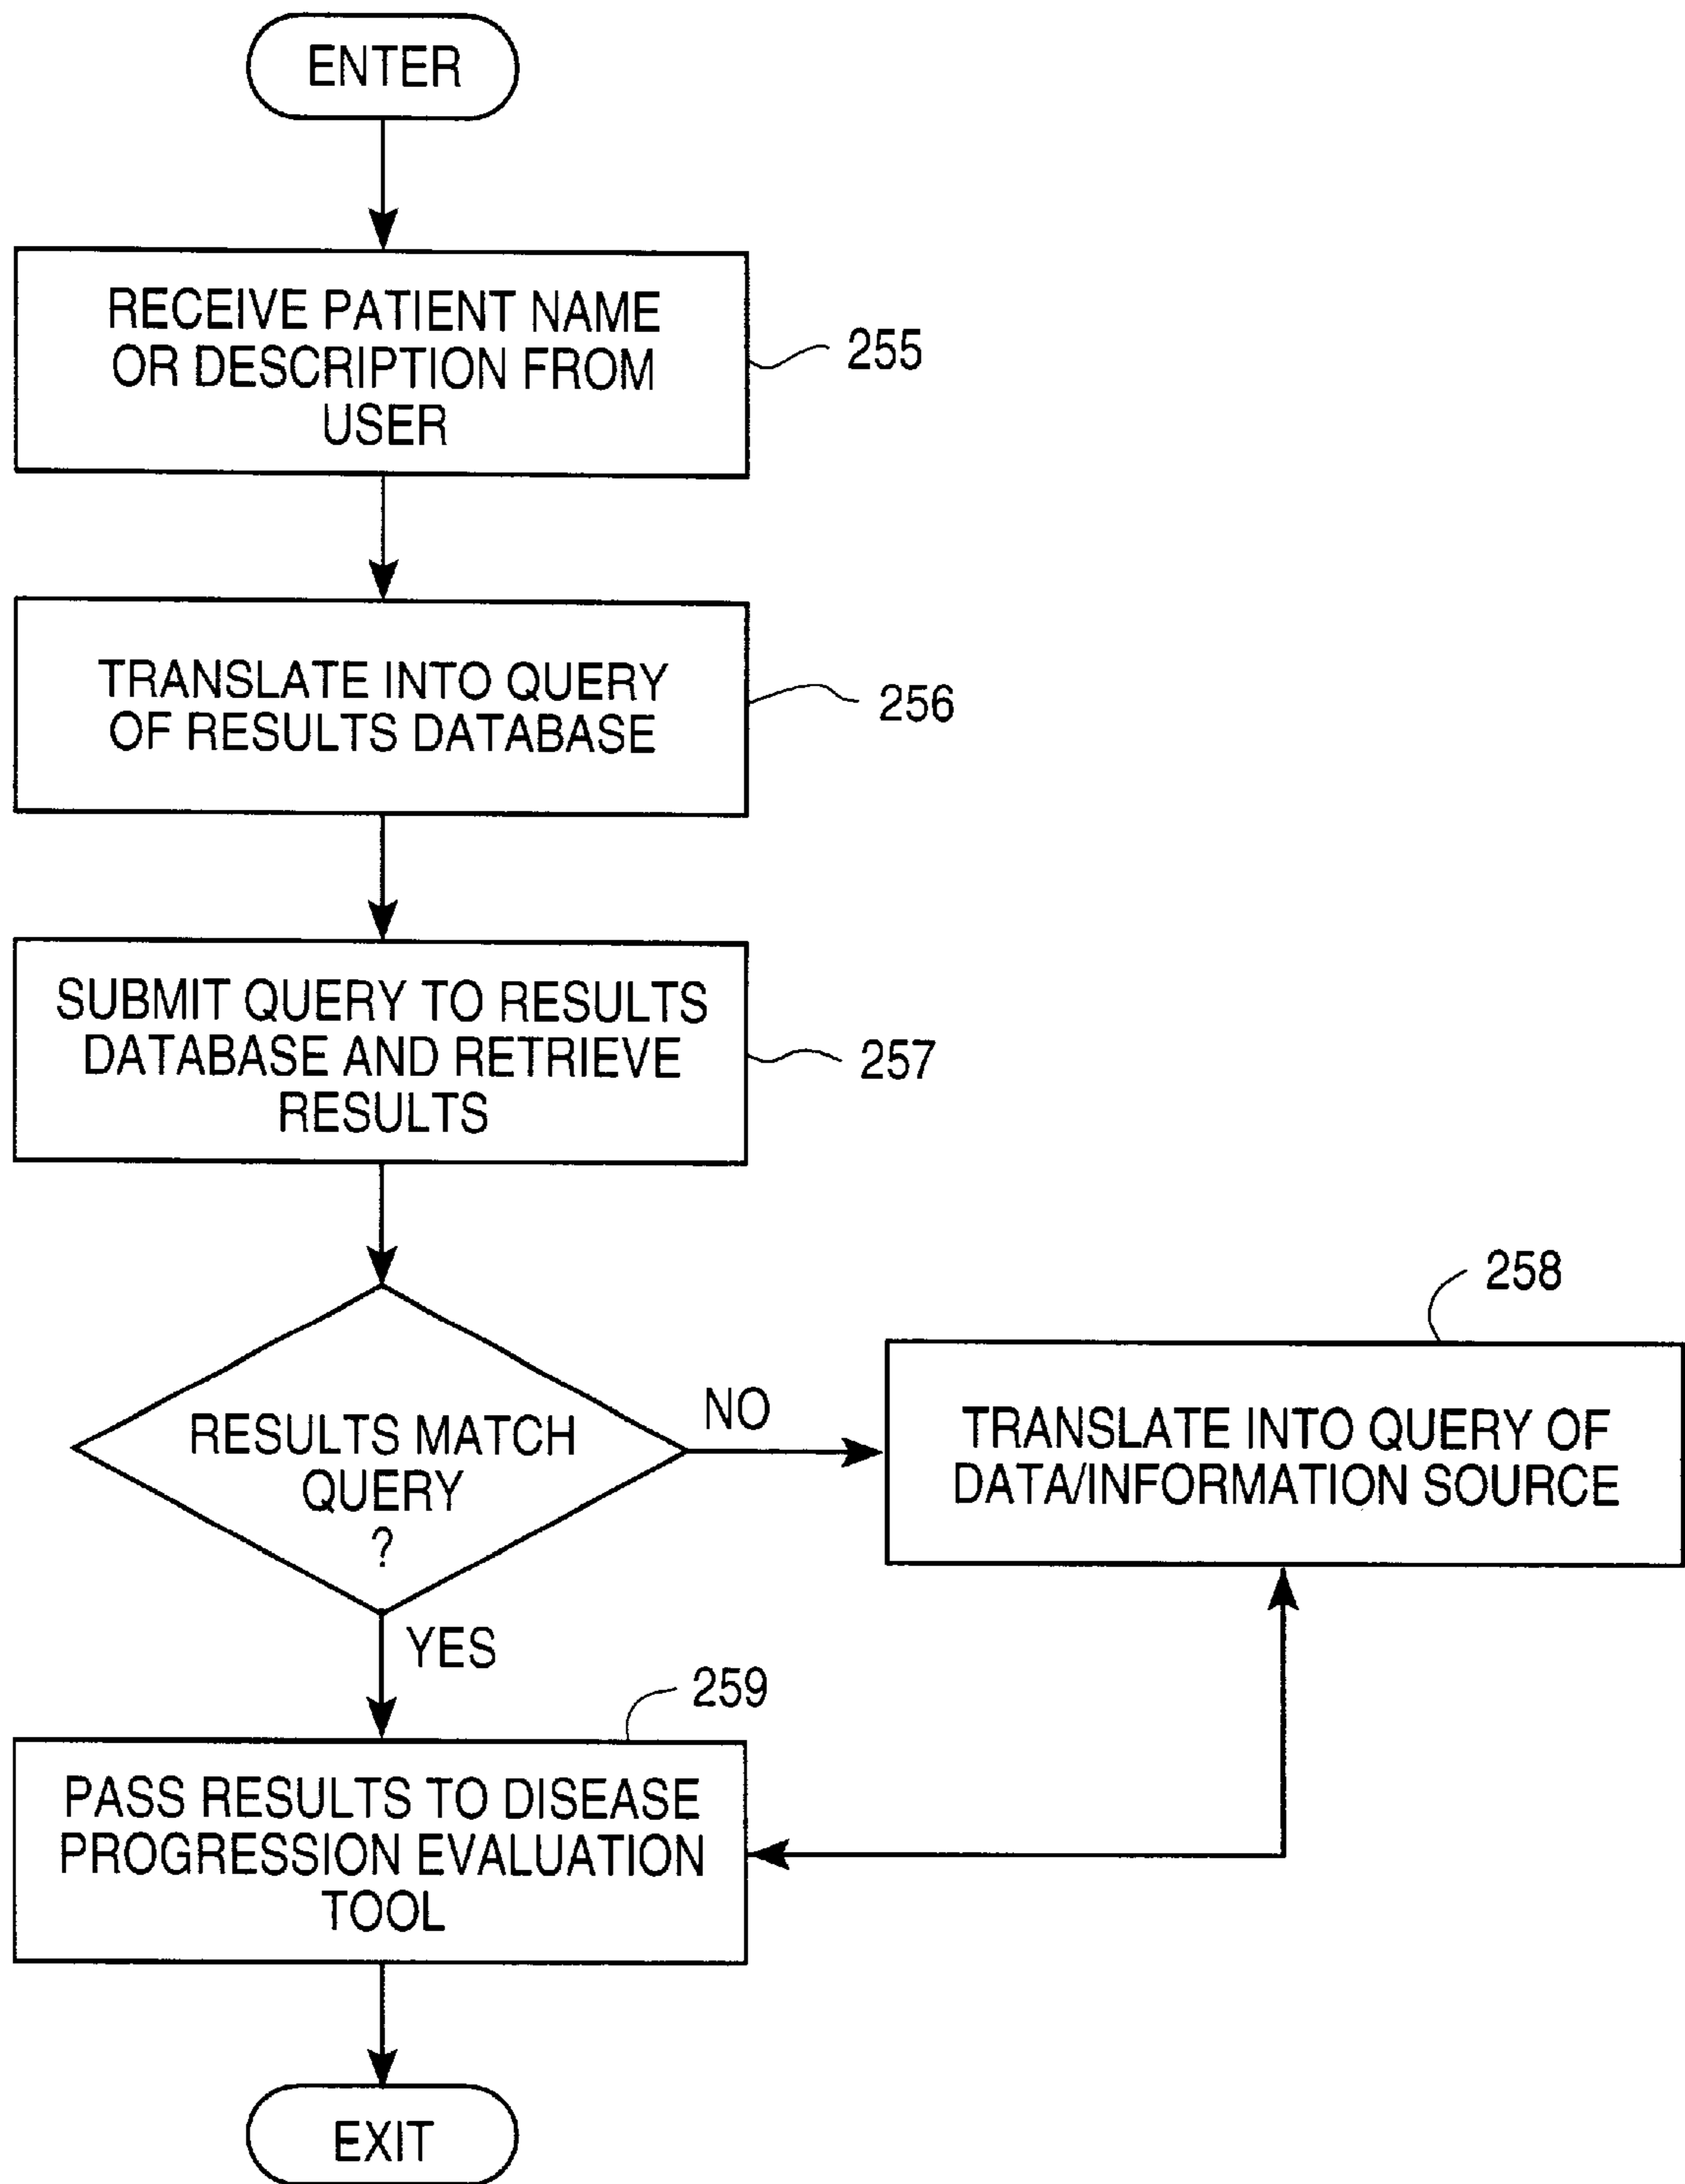 ENTER
RECEIVE PATIENT NAME
OR DESCRIPTION FROM
USER
255
TRANSLATE INTO QUERY
OF RESULTS DATABASE
256
SUBMIT QUERY TO RESULTS
DATABASE AND RETRIEVE
RESULTS
257
RESULTS MATCH
QUERY
?
NO
258
TRANSLATE INTO QUERY OF
DATA/INFORMATION SOURCE
YES
259
PASS RESULTS TO DISEASE
PROGRESSION EVALUATION
TOOL
EXIT